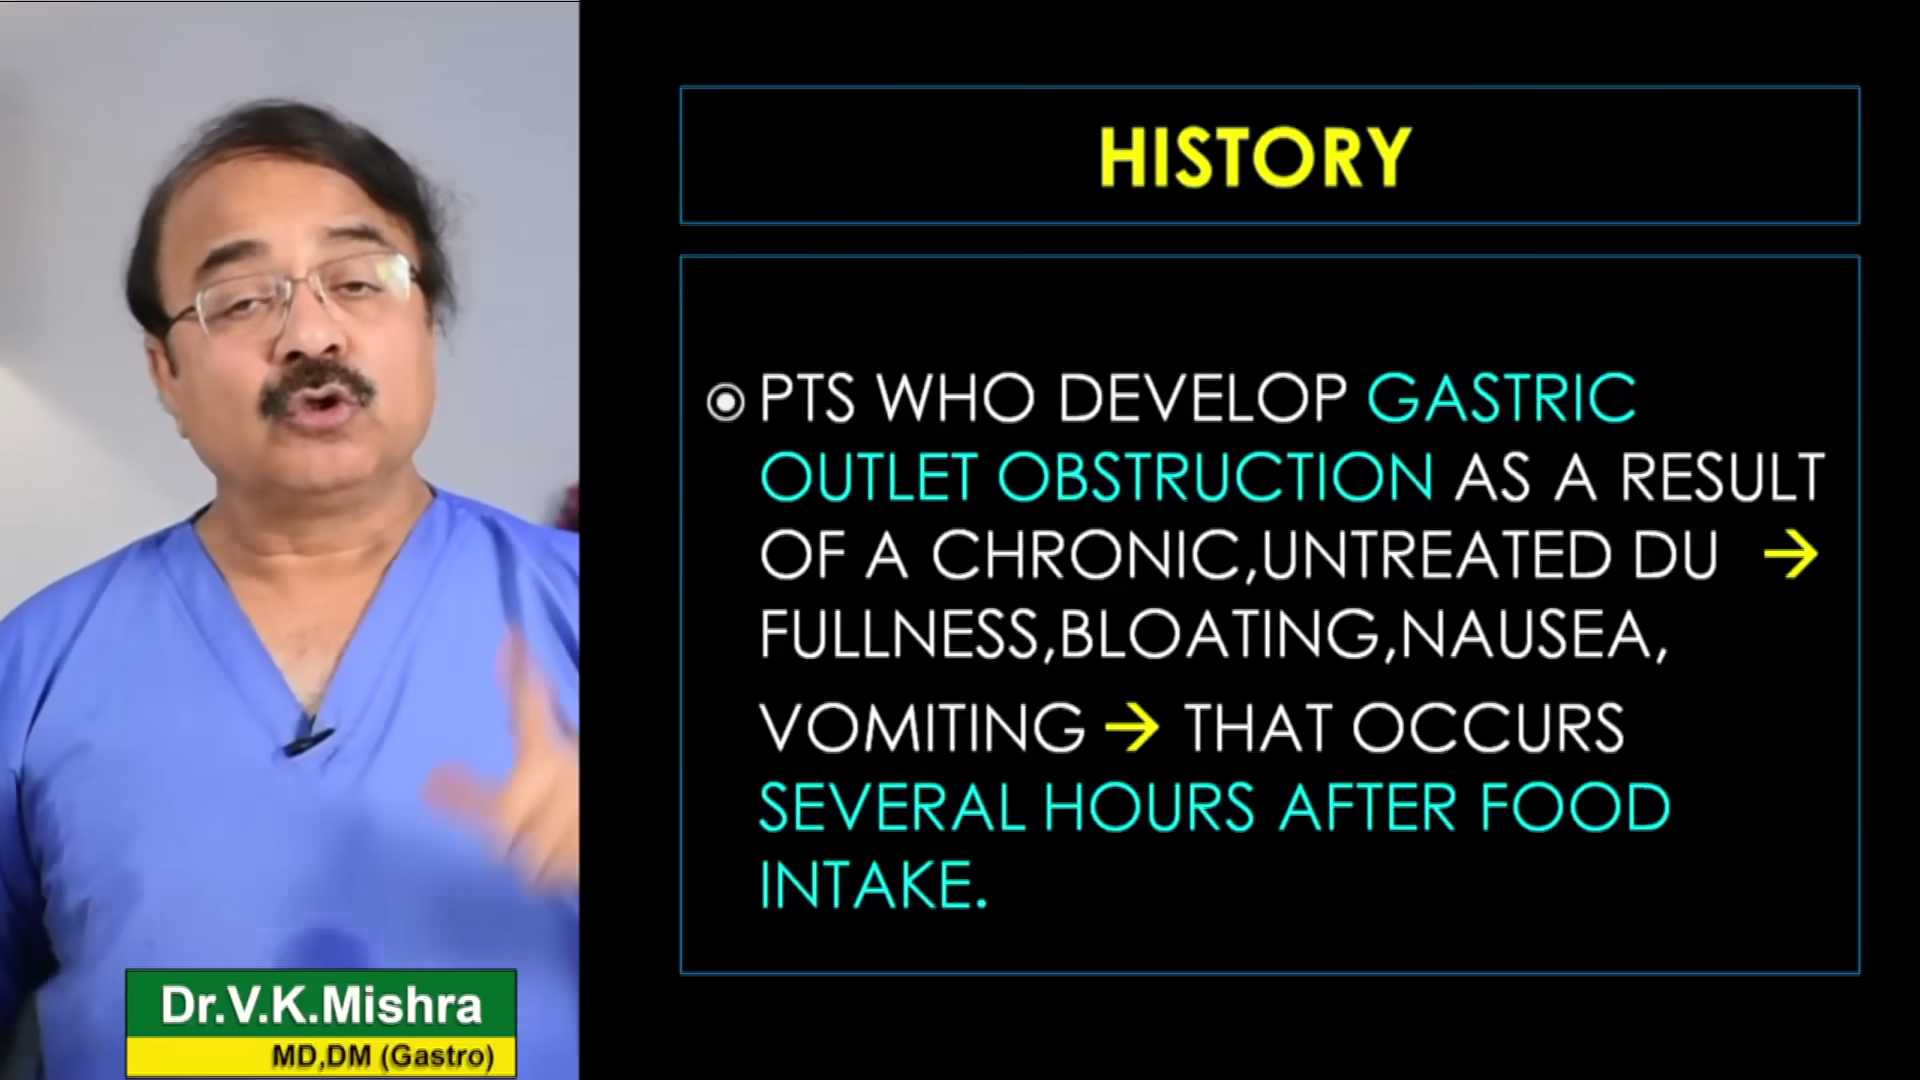 HISTORY
PTS WHO DEVELOP GASTRIC
OUTLET OBSTRUCTION AS A RESULT
OF A CHRONIC,UNTREATED DU →
FULLNESS,BLOATING,NAUSEA,
VOMITING → THAT OCCURS
SEVERAL HOURS AFTER FOOD
INTAKE.
Dr.V.K.Mishra
MD,DM (Gastro)